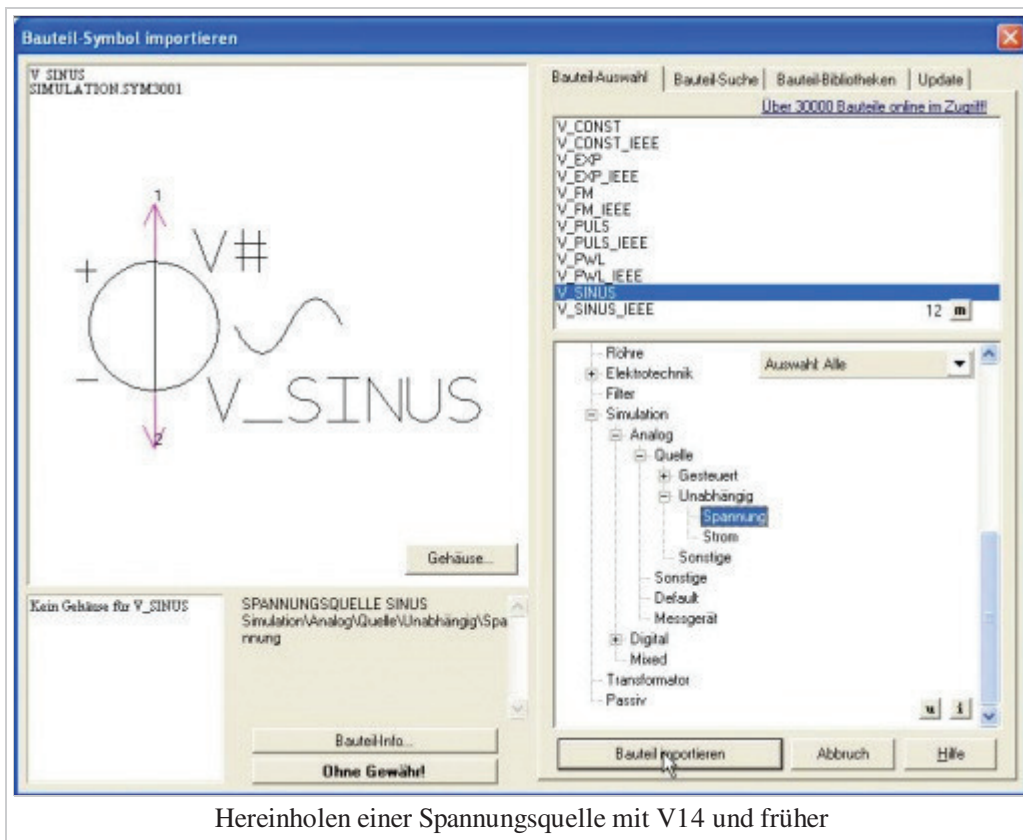 Bauteil-Symbol importieren
V_SINUS
SIMULATION.SYM3001
1
V#
+
-
V_SINUS
2
Gehäuse...
Kein Gehäuse für V_SINUS
SPANNUNGSQUELLE SINUS
Simulation\Analog\Quelle\Unabhängig\Spa
nnung
Bauteil-Info...
Ohne Gewähr!
Bauteil-Auswahl
Bauteil-Suche
Bauteil-Bibliotheken
Update
Über 30000 Bauteile online im Zugriff!
V_CONST
V_CONST_IEEE
V_EXP
V_EXP_IEEE
V_FM
V_FM_IEEE
V_PULS
V_PULS_IEEE
V_PWL
V_PWL_IEEE
V_SINUS
V_SINUS_IEEE
12 m
Auswahl: Alle
Röhre
Elektrotechnik
Filter
Simulation
Analog
Quelle
Gesteuert
Unabhängig
Spannung
Strom
Sonstige
Sonstige
Default
Messgerät
Digital
Mixed
Transformator
Passiv
u i
Bauteil importieren
Abbruch
Hilfe
Hereinholen einer Spannungsquelle mit V14 und früher